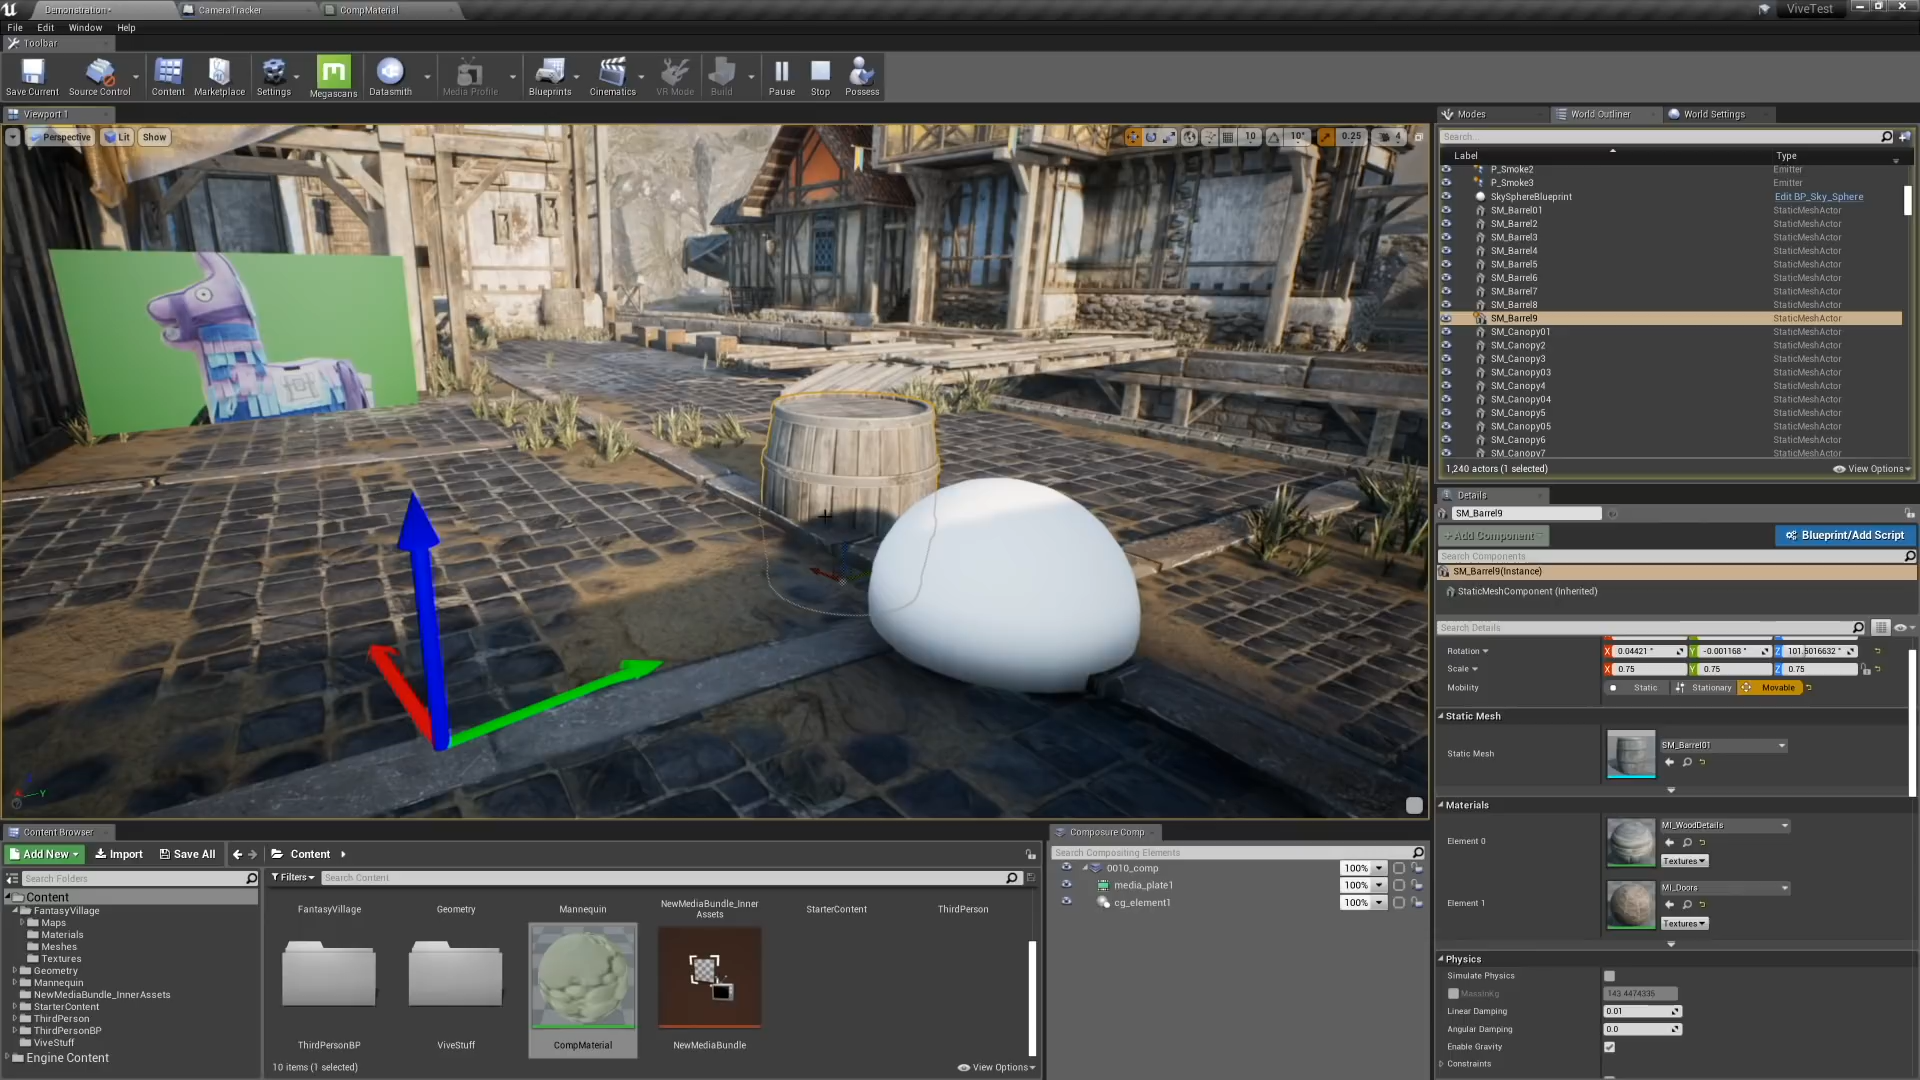 Demonstration*
CameraTracker
CompMaterial
ViveTest
File Edit Window Help
Toolbar
Save Current
Source Control
Content
Marketplace
Settings
Megascans
Datasmith
Media Profile
Blueprints
Cinematics
VR Mode
Build
Pause
Stop
Possess
Viewport 1
Modes
World Outliner
World Settings
Perspective Lit Show
10 10° 0.25 4
Search...
Label Type
P_Smoke2 Emitter
P_Smoke3 Emitter
SkySphereBlueprint Edit BP_Sky_Sphere
SM_Barrel01 StaticMeshActor
SM_Barrel2 StaticMeshActor
SM_Barrel3 StaticMeshActor
SM_Barrel4 StaticMeshActor
SM_Barrel5 StaticMeshActor
SM_Barrel6 StaticMeshActor
SM_Barrel7 StaticMeshActor
SM_Barrel8 StaticMeshActor
SM_Barrel9 StaticMeshActor
SM_Canopy01 StaticMeshActor
SM_Canopy2 StaticMeshActor
SM_Canopy3 StaticMeshActor
SM_Canopy03 StaticMeshActor
SM_Canopy4 StaticMeshActor
SM_Canopy04 StaticMeshActor
SM_Canopy5 StaticMeshActor
SM_Canopy05 StaticMeshActor
SM_Canopy6 StaticMeshActor
SM_Canopy7 StaticMeshActor
1,240 actors (1 selected) View Options
Details
SM_Barrel9
+Add Component Blueprint/Add Script
Search Components
SM_Barrel9(Instance)
StaticMeshComponent (Inherited)
Search Details
Rotation X 0.04421 ° Y -0.001168 ° Z 101.5016632 °
Scale X 0.75 Y 0.75 Z 0.75
Mobility Static Stationary Movable
Static Mesh
Static Mesh SM_Barrel01
Materials
Element 0 MI_WoodDetails
Textures
Element 1 MI_Doors
Textures
Physics
Simulate Physics
MassInKg 143.4474335
Linear Damping 0.01
Angular Damping 0.0
Enable Gravity
Constraints
Content Browser
Add New Import Save All Content
Search Folders
Filters Search Content
Content
FantasyVillage
Maps
Materials
Meshes
Textures
Geometry
Mannequin
NewMediaBundle_InnerAssets
StarterContent
ThirdPerson
ThirdPersonBP
ViveStuff
Engine Content
FantasyVillage
Geometry
Mannequin
NewMediaBundle_Inner
Assets
StarterContent
ThirdPerson
ThirdPersonBP
ViveStuff
CompMaterial
NewMediaBundle
10 items (1 selected) View Options
Composure Comp
Search Compositing Elements
0010_comp 100%
media_plate1 100%
cg_element1 100%
Y